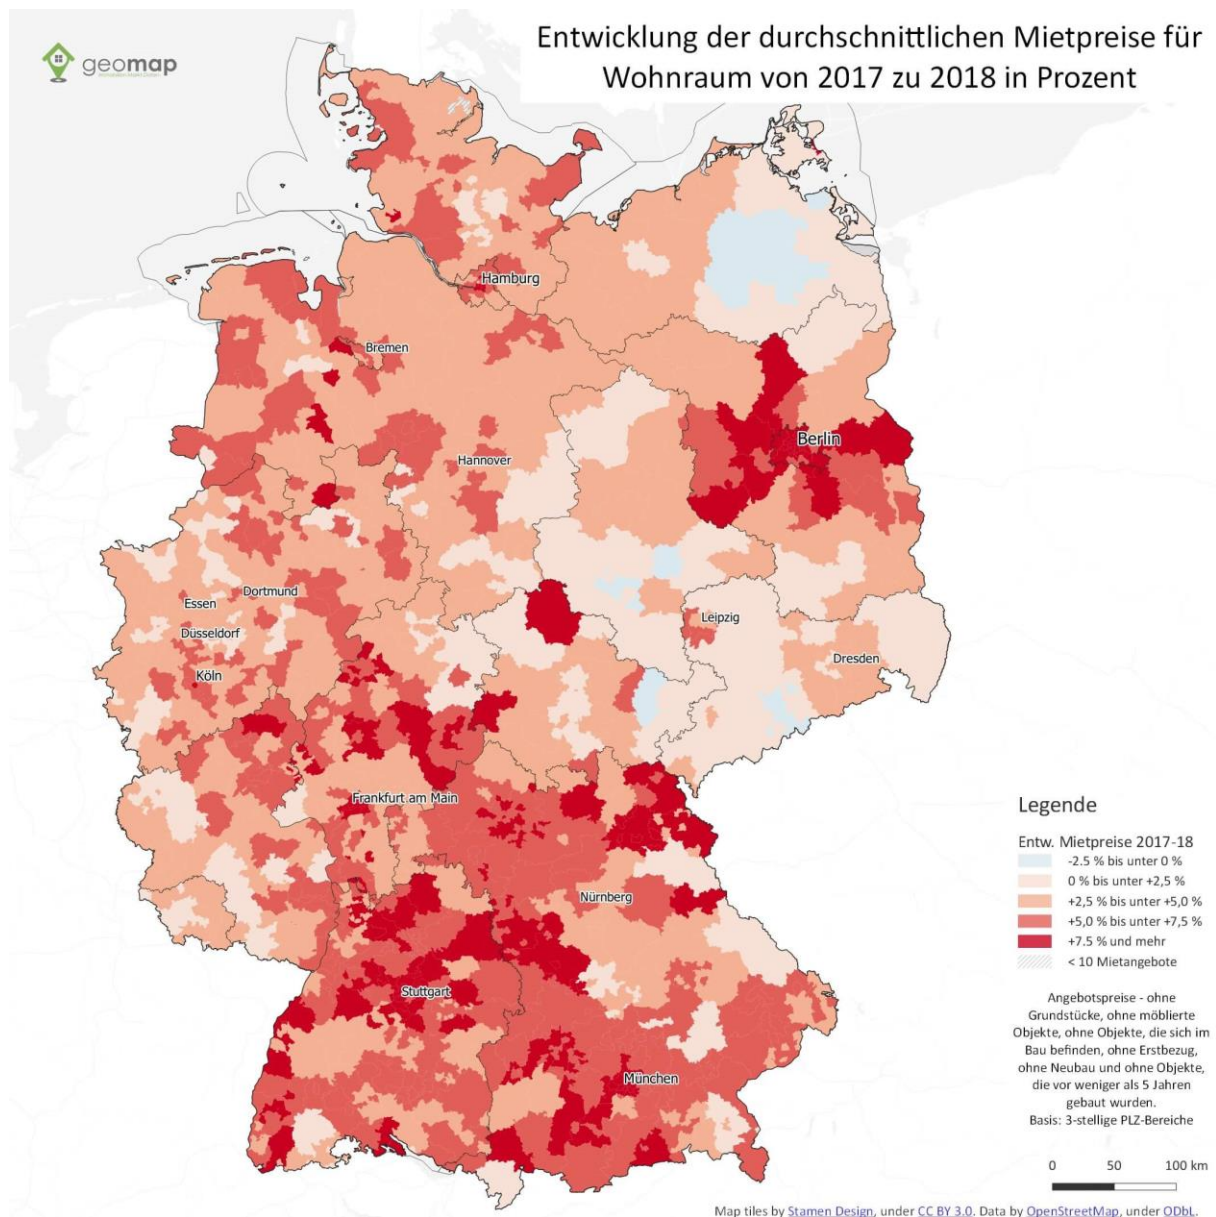 geomap
Entwicklung der durchschnittlichen Mietpreise für
Wohnraum von 2017 zu 2018 in Prozent
Hamburg
Bremen
Berlin
Hannover
Dortmund
Essen
Leipzig
Düsseldorf
Dresden
Köln
Frankfurt am Main
Nürnberg
Stuttgart
München
Legende
Entw. Mietpreise 2017-18
-2.5 % bis unter 0 %
0 % bis unter +2,5 %
+2,5 % bis unter +5,0 %
+5,0 % bis unter +7,5 %
+7.5 % und mehr
< 10 Mietangebote
Angebotspreise - ohne
Grundstücke, ohne möblierte
Objekte, ohne Objekte, die sich im
Bau befinden, ohne Erstbezug,
ohne Neubau und ohne Objekte,
die vor weniger als 5 Jahren
gebaut wurden.
Basis: 3-stellige PLZ-Bereiche
0 50 100 km
Map tiles by Stamen Design, under CC BY 3.0. Data by OpenStreetMap, under ODbL.